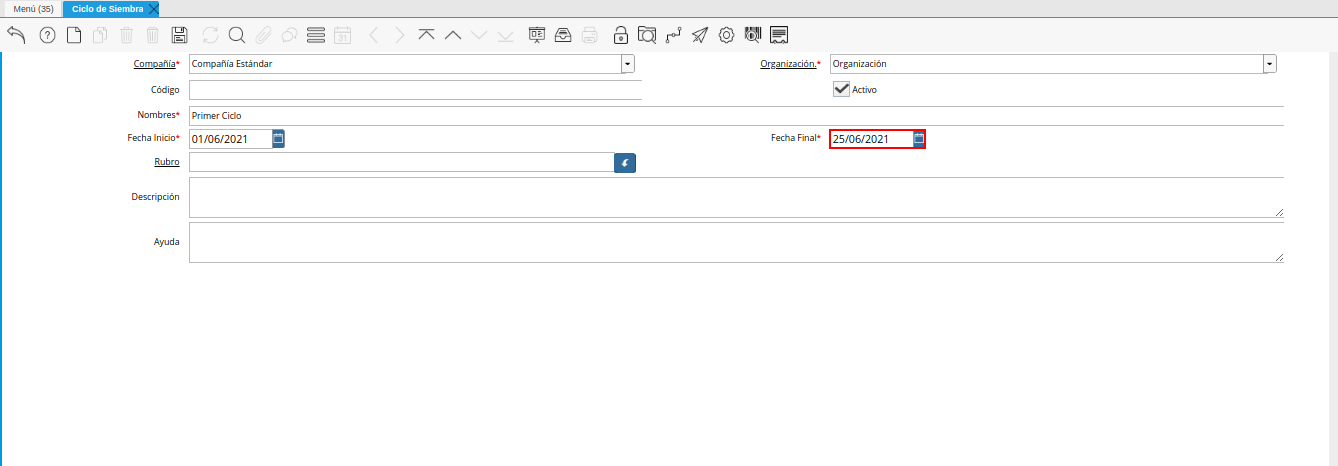 Menú (35) Ciclo de Siembra
31
Compañía* Compañía Estándar Organización.* Organización
Código Activo
Nombres* Primer Ciclo
Fecha Inicio* 01/06/2021 Fecha Final* 25/06/2021
Rubro
Descripción
Ayuda